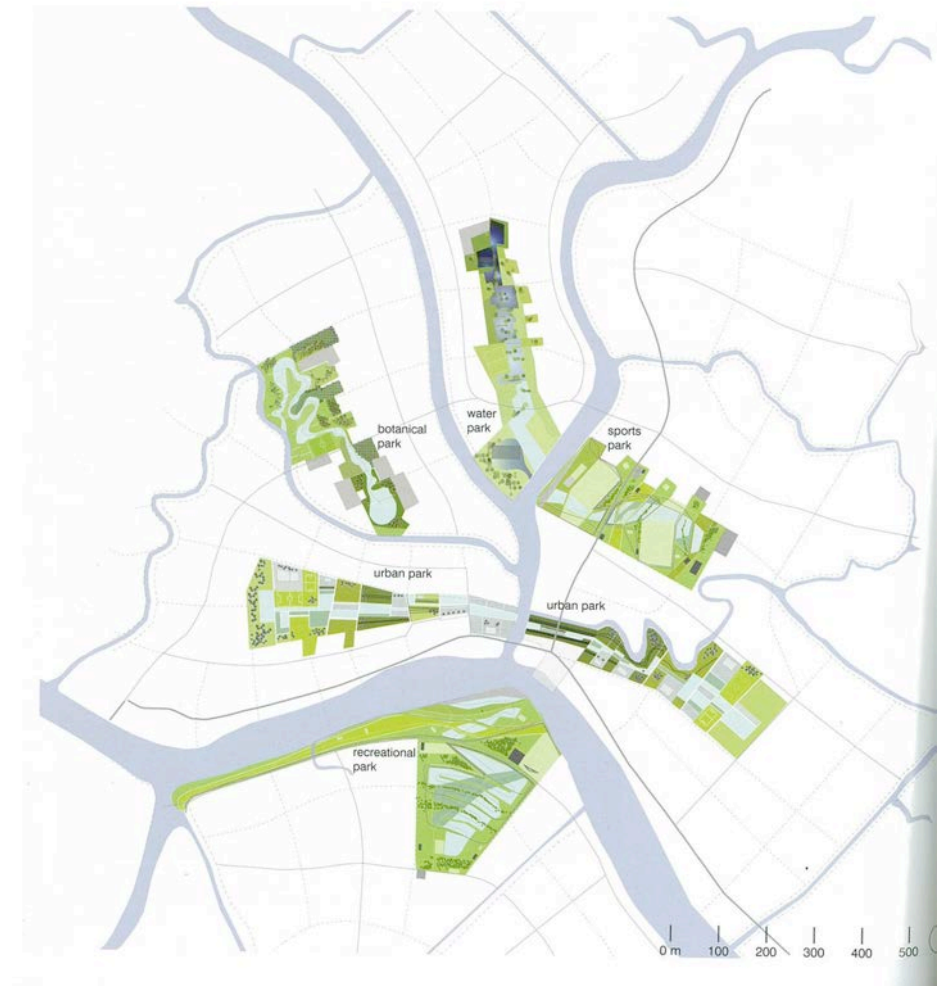 water
park
sports
park
botanical
park
urban park
urban park
recreational
park
0 m 100 200 300 400 500